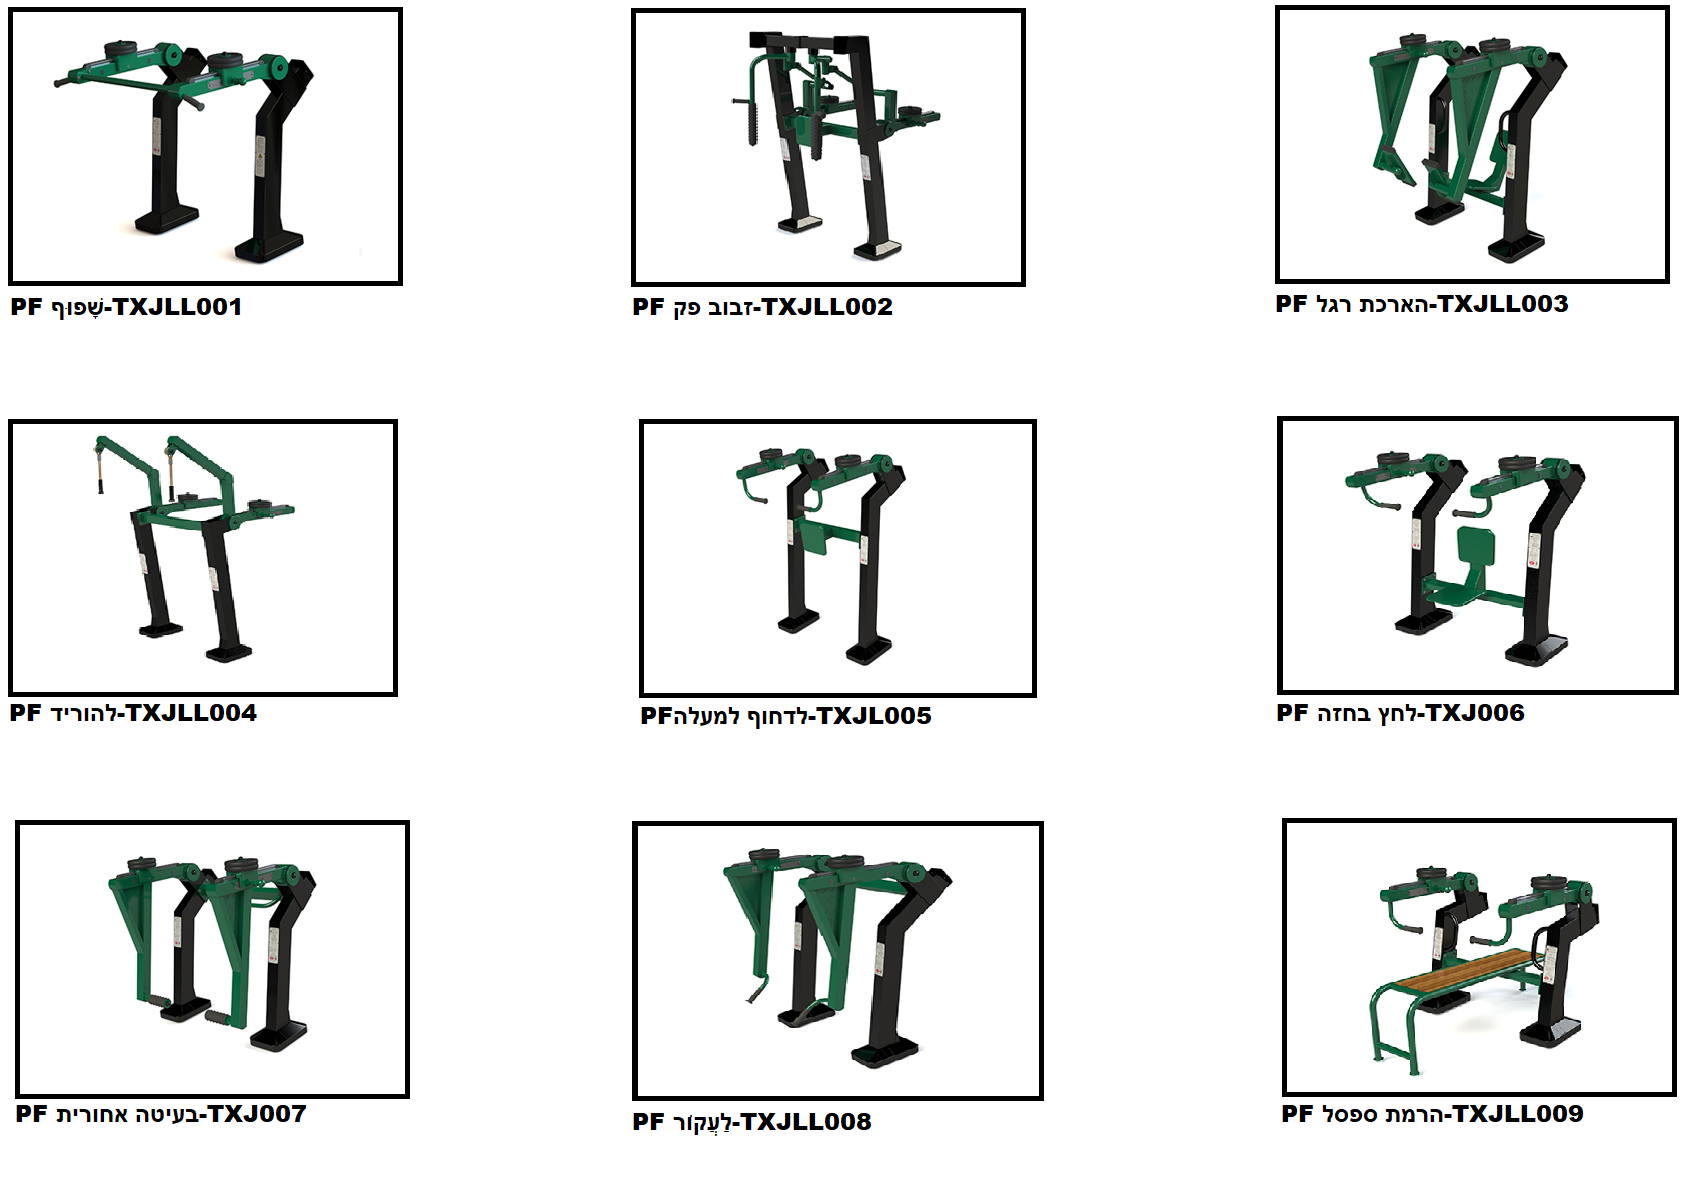 PF שָׁפוּף-TXJLL001
PF זבוב פק-TXJLL002
PF הארכת רגל-TXJLL003
PF להוריד-TXJLL004
PFלדחוף למעלה-TXJL005
PF לחץ בחזה-TXJ006
PF בעיטה אחורית-TXJ007
PF לַעֲקוֹר-TXJLL008
PF הרמת ספסל-TXJLL009